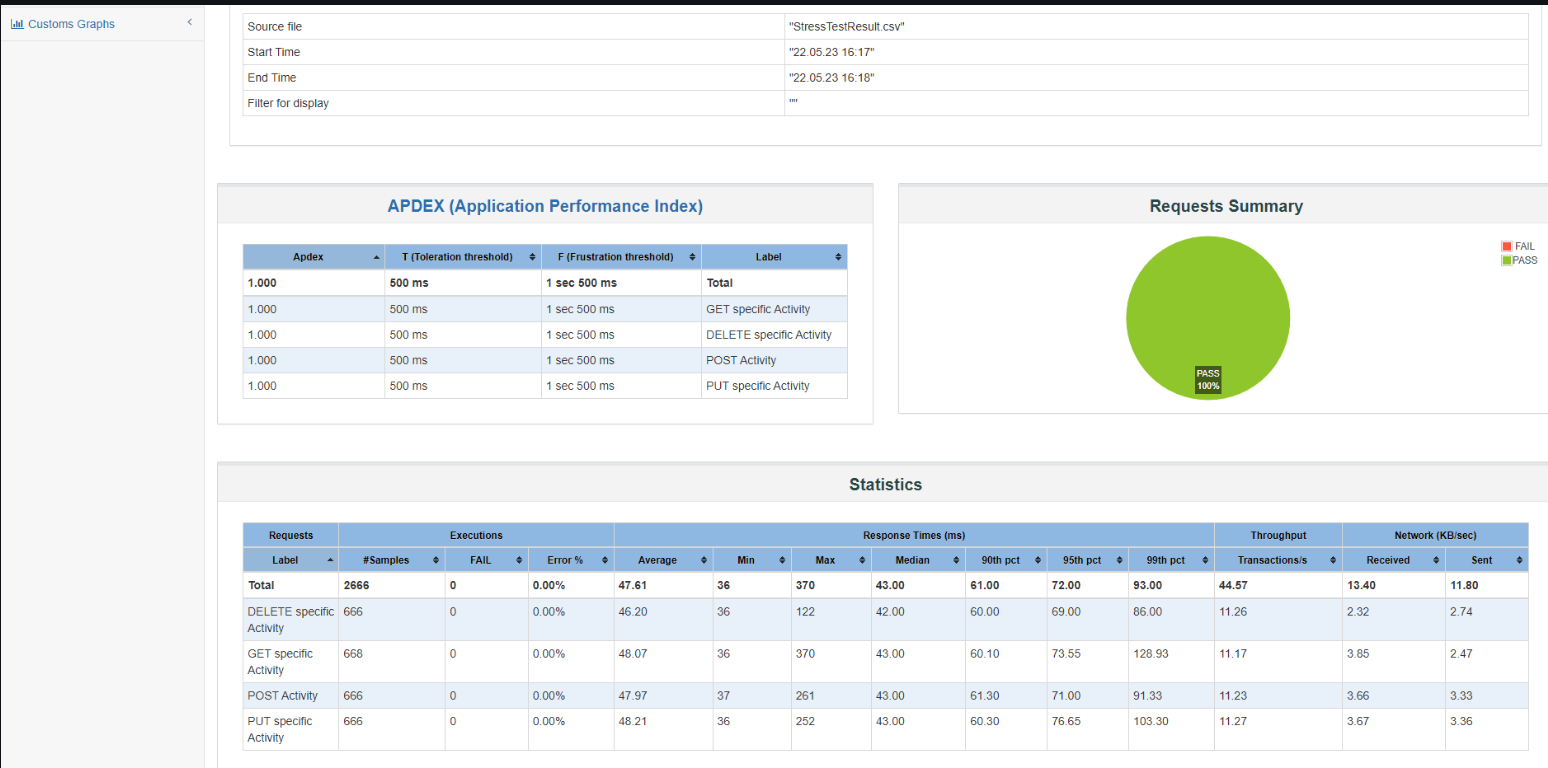 Customs Graphs
Source file "StressTestResult.csv"
Start Time "22.05.23 16:17"
End Time "22.05.23 16:18"
Filter for display ""
APDEX (Application Performance Index)
Apdex T (Toleration threshold) F (Frustration threshold) Label
1.000 500 ms 1 sec 500 ms Total
1.000 500 ms 1 sec 500 ms GET specific Activity
1.000 500 ms 1 sec 500 ms DELETE specific Activity
1.000 500 ms 1 sec 500 ms POST Activity
1.000 500 ms 1 sec 500 ms PUT specific Activity
Requests Summary
FAIL
PASS
PASS
100%
Statistics
Requests Executions Response Times (ms) Throughput Network (KB/sec)
Label #Samples FAIL Error % Average Min Max Median 90th pct 95th pct 99th pct Transactions/s Received Sent
Total 2666 0 0.00% 47.61 36 370 43.00 61.00 72.00 93.00 44.57 13.40 11.80
DELETE specific 666 0 0.00% 46.20 36 122 42.00 60.00 69.00 86.00 11.26 2.32 2.74
Activity
GET specific 668 0 0.00% 48.07 36 370 43.00 60.10 73.55 128.93 11.17 3.85 2.47
Activity
POST Activity 666 0 0.00% 47.97 37 261 43.00 61.30 71.00 91.33 11.23 3.66 3.33
PUT specific 666 0 0.00% 48.21 36 252 43.00 60.30 76.65 103.30 11.27 3.67 3.36
Activity